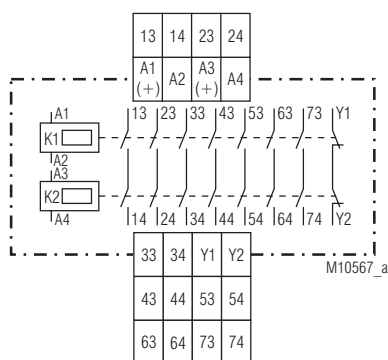 13 14 23 24
A1 (+) A2 A3 (+) A4
A1 13 23 33 43 53 63 73 Y1
K1
A2
A3
K2
A4 14 24 34 44 54 64 74 Y2
33 34 Y1 Y2
M10567_a
43 44 53 54
63 64 73 74